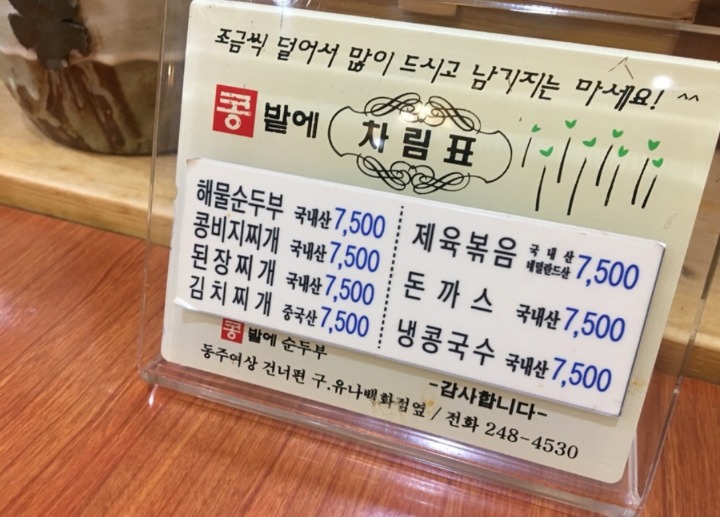 조금씩 덜어서 많이 드시고 남기지는 마세요! ^^
콩 밭에 차림표
해물순두부 국내산 7,500
콩비지찌개 국내산 7,500
된장찌개 국내산 7,500
김치찌개 중국산 7,500
제육볶음 국내산 네덜란드산 7,500
돈까스 국내산 7,500
냉콩국수 국내산 7,500
콩 밭에 순두부
-감사합니다-
동주여상 건너편 구.유나백화점옆 / 전화 248-4530